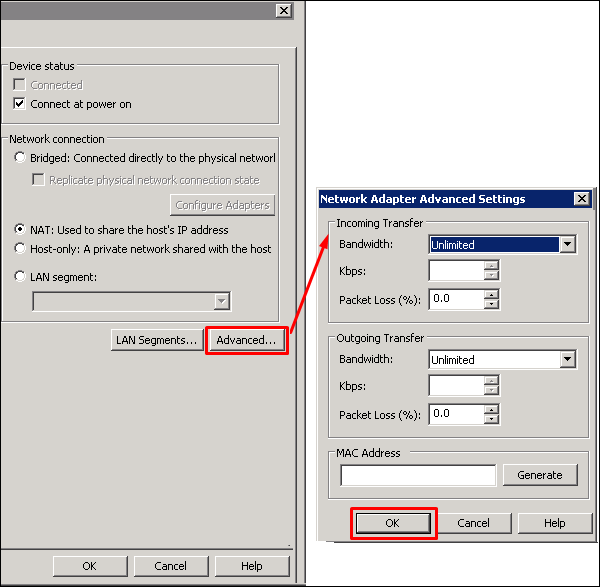 Device status
Connected
Connect at power on
Network connection
Bridged: Connected directly to the physical networl
Replicate physical network connection state
Configure Adapters
NAT: Used to share the host's IP address
Host-only: A private network shared with the host
LAN segment:
LAN Segments...
Advanced...
OK
Cancel
Help
Network Adapter Advanced Settings
Incoming Transfer
Bandwidth:
Unlimited
Kbps:
Packet Loss (%):
0.0
Outgoing Transfer
Bandwidth:
Unlimited
Kbps:
Packet Loss (%):
0.0
MAC Address
Generate
OK
Cancel
Help